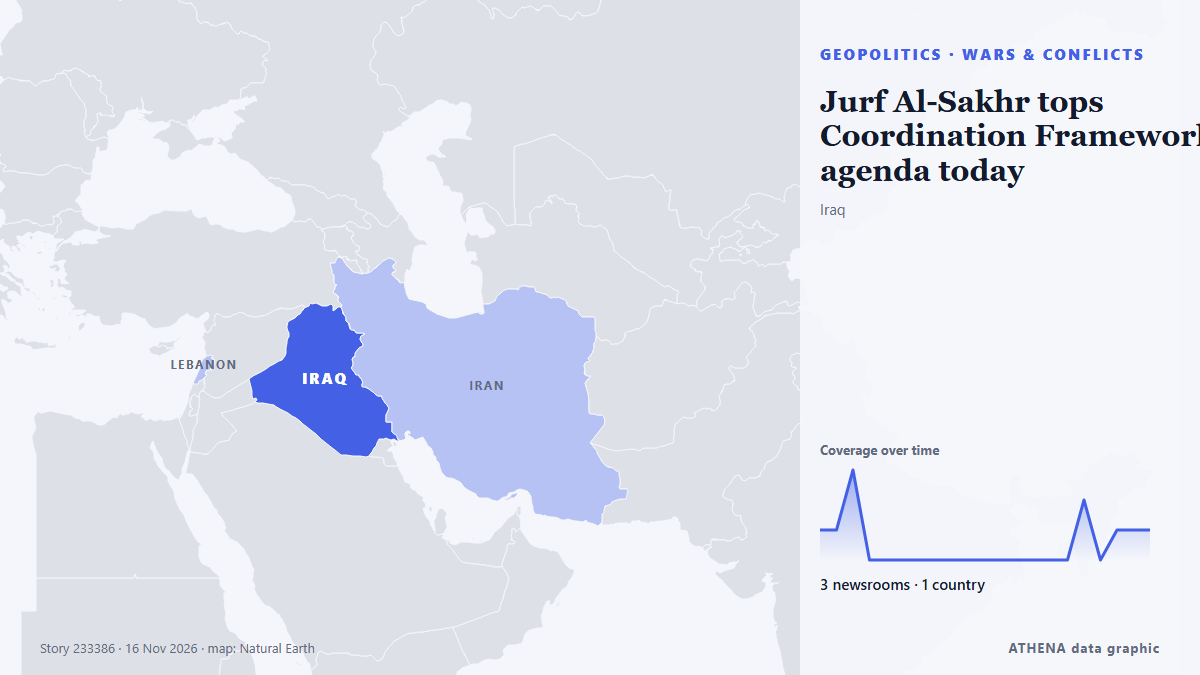 GEOPOLITICS · WARS & CONFLICTS
Jurf Al-Sakhr tops
Coordination Framework
agenda today
Iraq
LEBANON
IRAQ
IRAN
Coverage over time
3 newsrooms · 1 country
Story 233386 · 16 Nov 2026 · map: Natural Earth
ATHENA data graphic